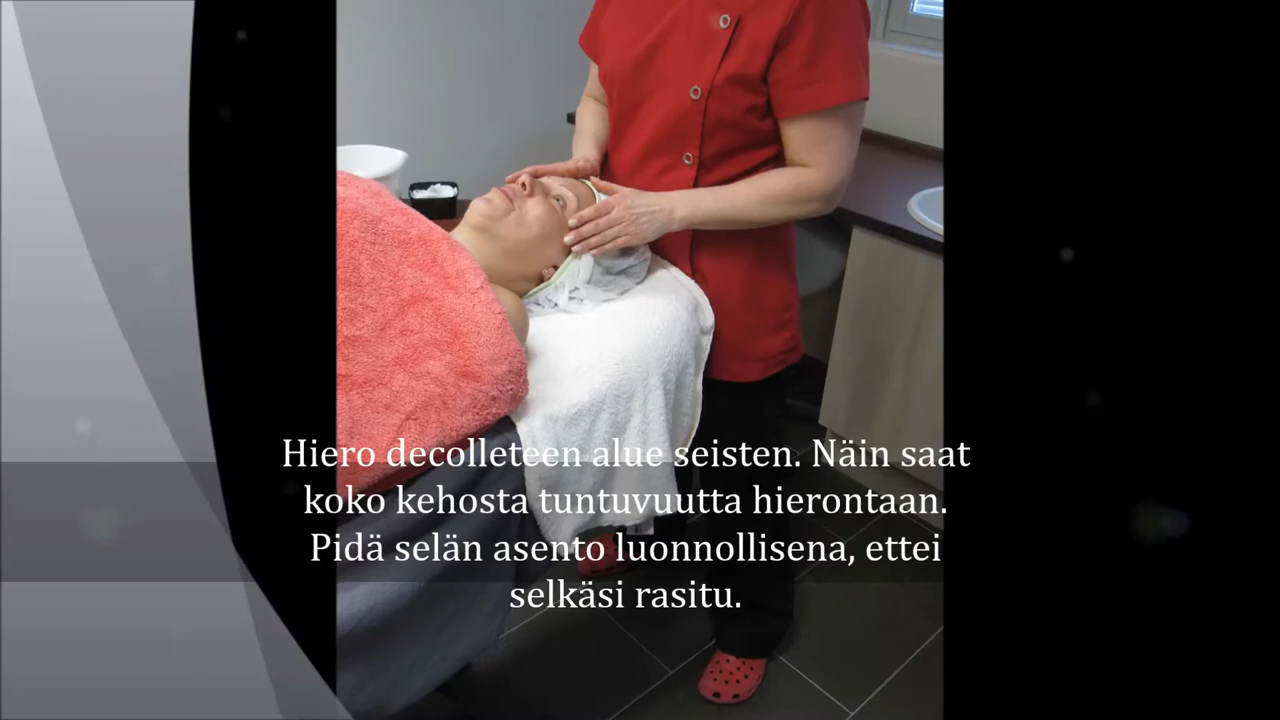 Hiero decolleteen alue seisten. Näin saat
koko kehosta tuntuvuutta hierontaan.
Pidä selän asento luonnollisena, ettei
selkäsi rasitu.